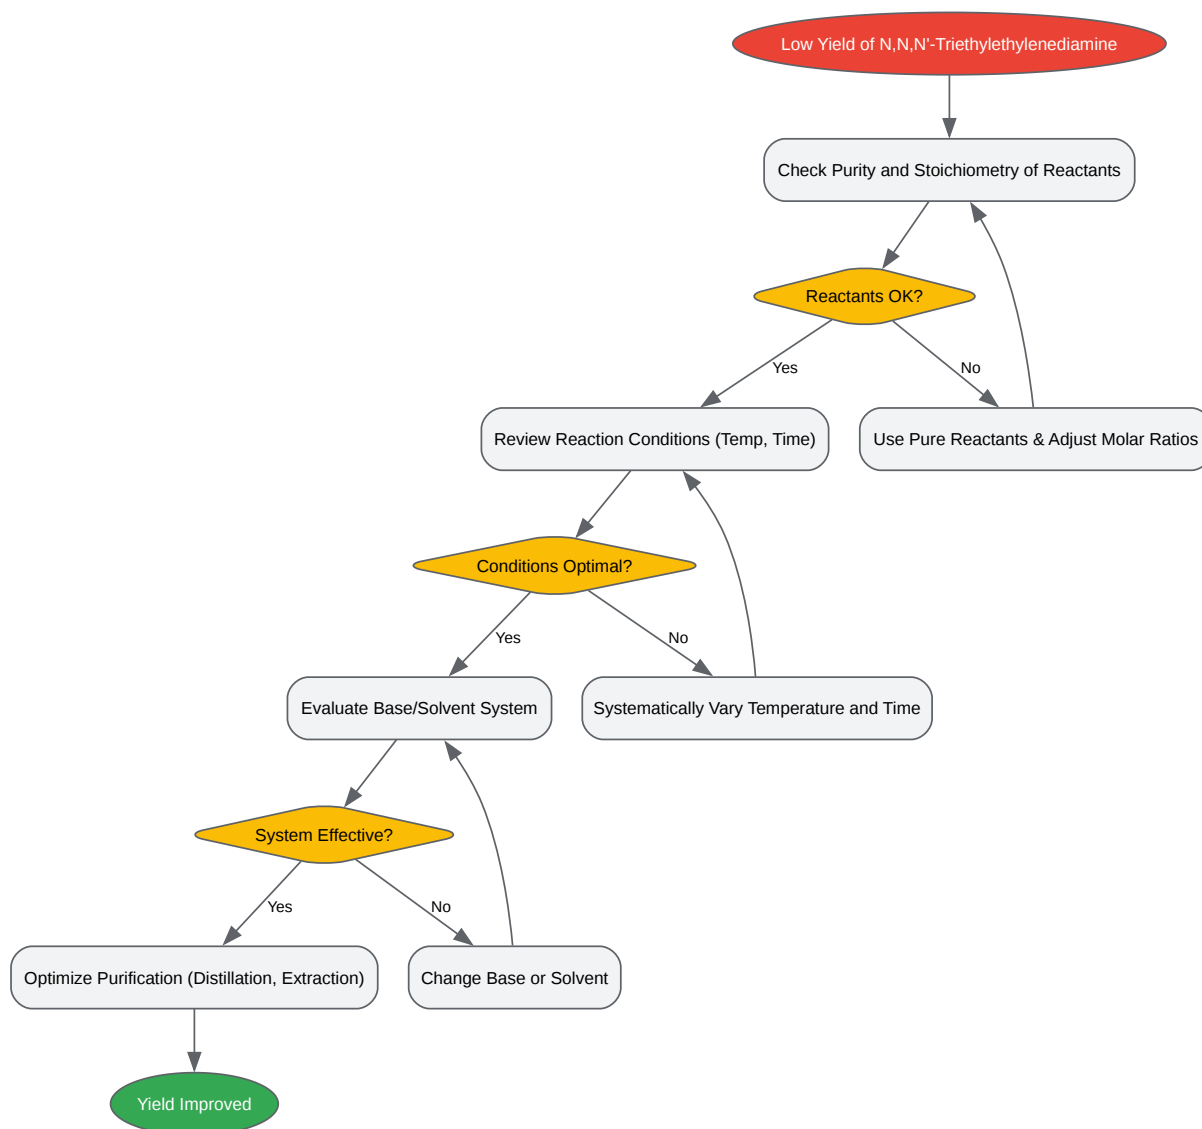 Low Yield of N,N,N'-Triethylethylenediamine
Check Purity and Stoichiometry of Reactants
Reactants OK?
Yes
No
Review Reaction Conditions (Temp, Time)
Use Pure Reactants & Adjust Molar Ratios
Conditions Optimal?
Yes
No
Evaluate Base/Solvent System
Systematically Vary Temperature and Time
System Effective?
Yes
No
Optimize Purification (Distillation, Extraction)
Change Base or Solvent
Yield Improved